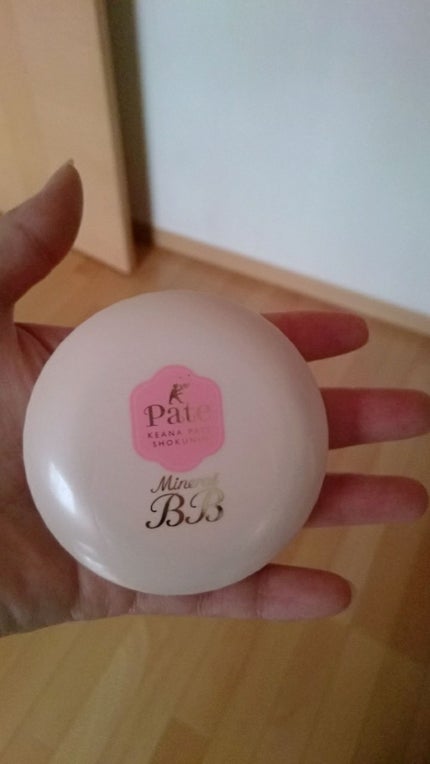 Pate
KEANA PATE
SHOKUNIN
Mineral
BB